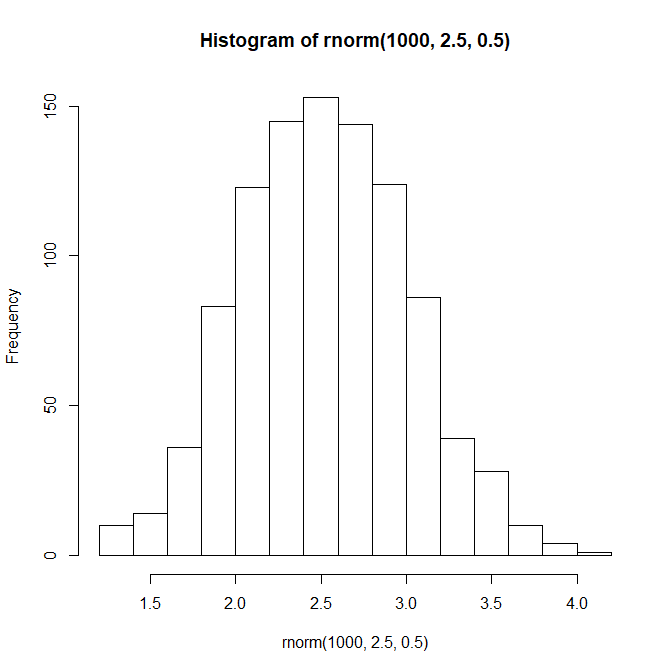 Histogram of rnorm(1000, 2.5, 0.5)
Frequency
150
100
50
0
1.5 2.0 2.5 3.0 3.5 4.0
rnorm(1000, 2.5, 0.5)